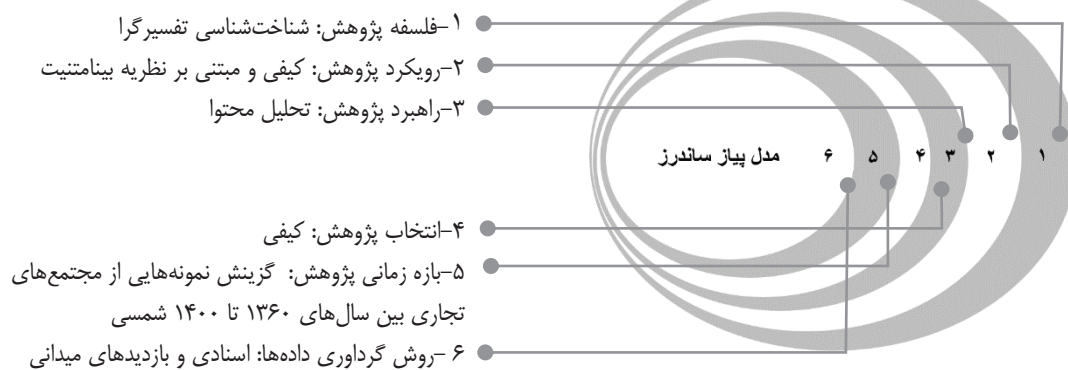 ۱-فلسفه پژوهش: شناخت‌شناسی تفسیرگرا
۲-رویکرد پژوهش: کیفی و مبتنی بر نظریه بینامتنیت
۳-راهبرد پژوهش: تحلیل محتوا
۱ ۲ ۳ ۴ ۵ ۶ مدل پیاز ساندرز
۴-انتخاب پژوهش: کیفی
۵-بازه زمانی پژوهش: گزینش نمونه‌هایی از مجتمع‌های
تجاری بین سال‌های ۱۳۶۰ تا ۱۴۰۰ شمسی
۶ -روش گرداوری داده‌ها: اسنادی و بازدیدهای میدانی